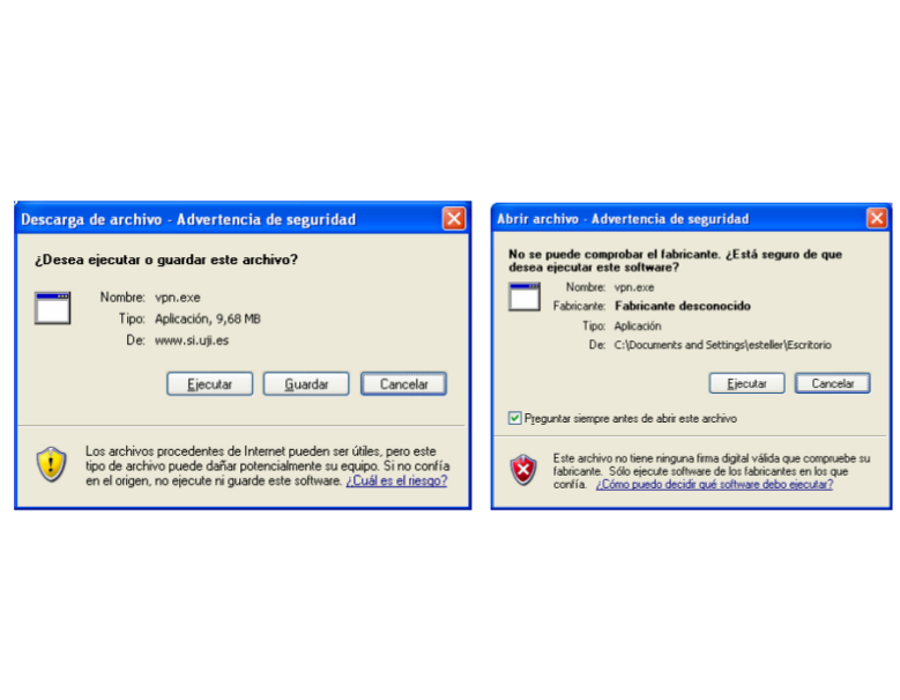 Descarga de archivo - Advertencia de seguridad
¿Desea ejecutar o guardar este archivo?
Nombre: vpn.exe
Tipo: Aplicación, 9,68 MB
De: www.si.uji.es
Ejecutar Guardar Cancelar
Los archivos procedentes de Internet pueden ser útiles, pero este
tipo de archivo puede dañar potencialmente su equipo. Si no confía
en el origen, no ejecute ni guarde este software. ¿Cuál es el riesgo?
Abrir archivo - Advertencia de seguridad
No se puede comprobar el fabricante. ¿Está seguro de que
desea ejecutar este software?
Nombre: vpn.exe
Fabricante: Fabricante desconocido
Tipo: Aplicación
De: C:\Documents and Settings\esteller\Escritorio
Ejecutar Cancelar
Preguntar siempre antes de abrir este archivo
Este archivo no tiene ninguna firma digital válida que compruebe su
fabricante. Sólo ejecute software de los fabricantes en los que
confía. ¿Cómo puedo decidir qué software debo ejecutar?